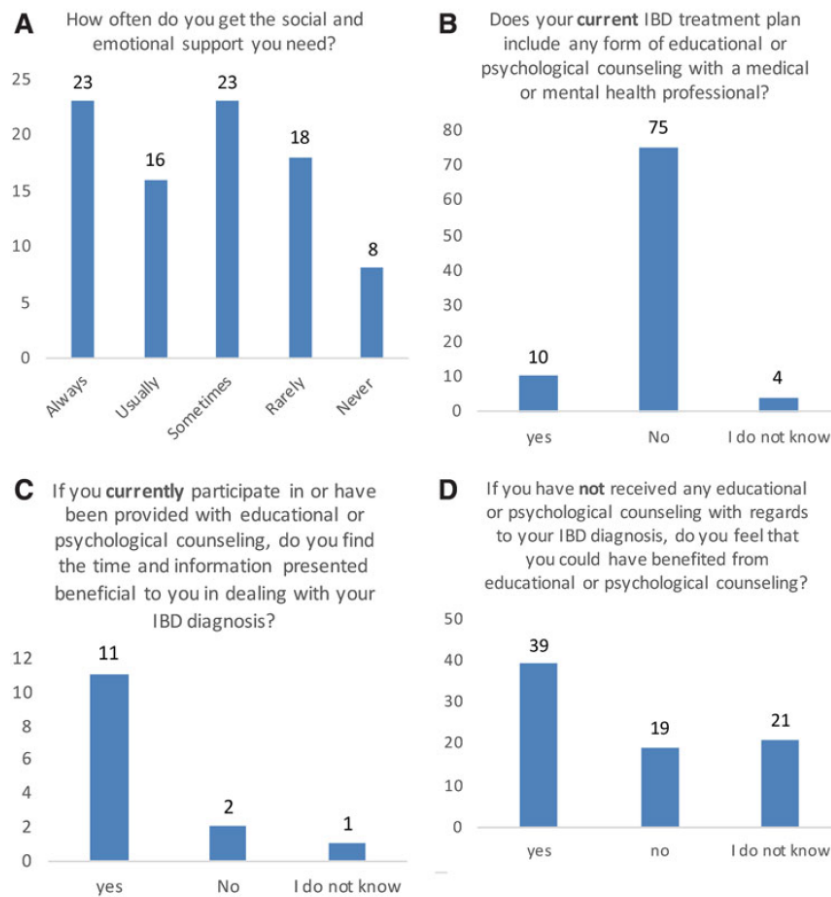 A
How often do you get the social and
emotional support you need?
25
20
15
10
5
0
23
16
23
18
8
Always
Usually
Sometimes
Rarely
Never
B
Does your current IBD treatment plan
include any form of educational or
psychological counseling with a medical
or mental health professional?
80
70
60
50
40
30
20
10
0
10
75
4
yes
No
I do not know
C
If you currently participate in or have
been provided with educational or
psychological counseling, do you find
the time and information presented
beneficial to you in dealing with your
IBD diagnosis?
12
10
8
6
4
2
0
11
2
1
yes
No
I do not know
D
If you have not received any educational
or psychological counseling with regards
to your IBD diagnosis, do you feel that
you could have benefited from
educational or psychological counseling?
50
40
30
20
10
0
39
19
21
yes
no
I do not know